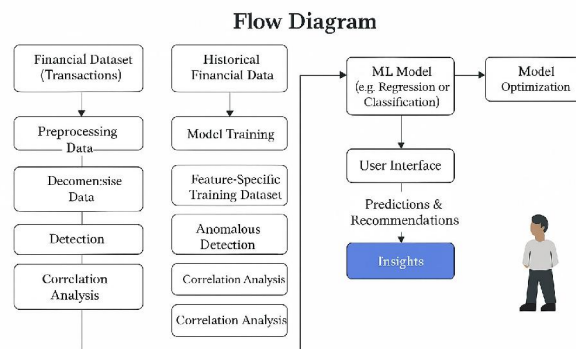 Flow Diagram
Financial Dataset
(Transactions)
Preprocessing
Data
Decomen:sise
Data
Detection
Correlation
Analysis
Historical
Financial Data
Model Training
Feature-Specific
Training Dataset
Anomalous
Detection
Correlation Analysis
Correlation Analysis
ML Model
(e.g. Regression or
Classification)
Model
Optimization
User Interface
Predictions &
Recommendations
Insights